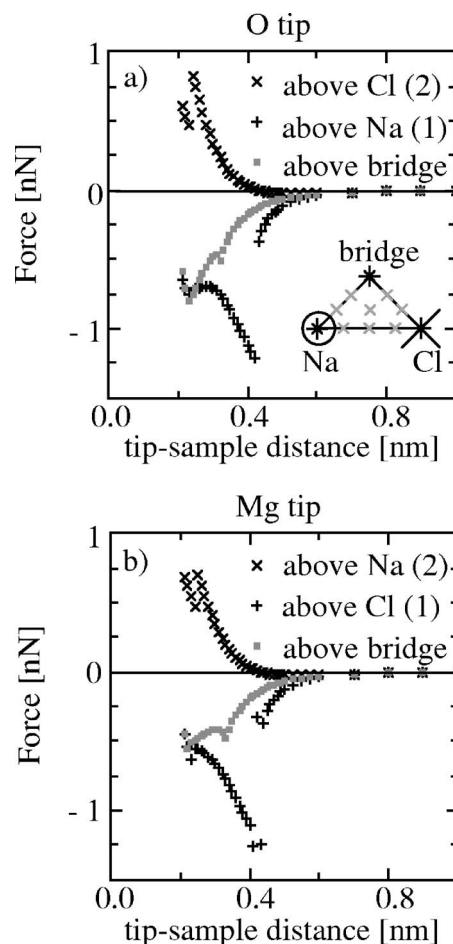 O tip
1
a)
× above Cl (2)
+ above Na (1)
above bridge
0
Force [nN]
bridge
- 1
Na
Cl
0.0 0.4 0.8
tip-sample distance [nm]
Mg tip
1
b)
× above Na (2)
+ above Cl (1)
above bridge
0
Force [nN]
- 1
0.0 0.4 0.8
tip-sample distance [nm]